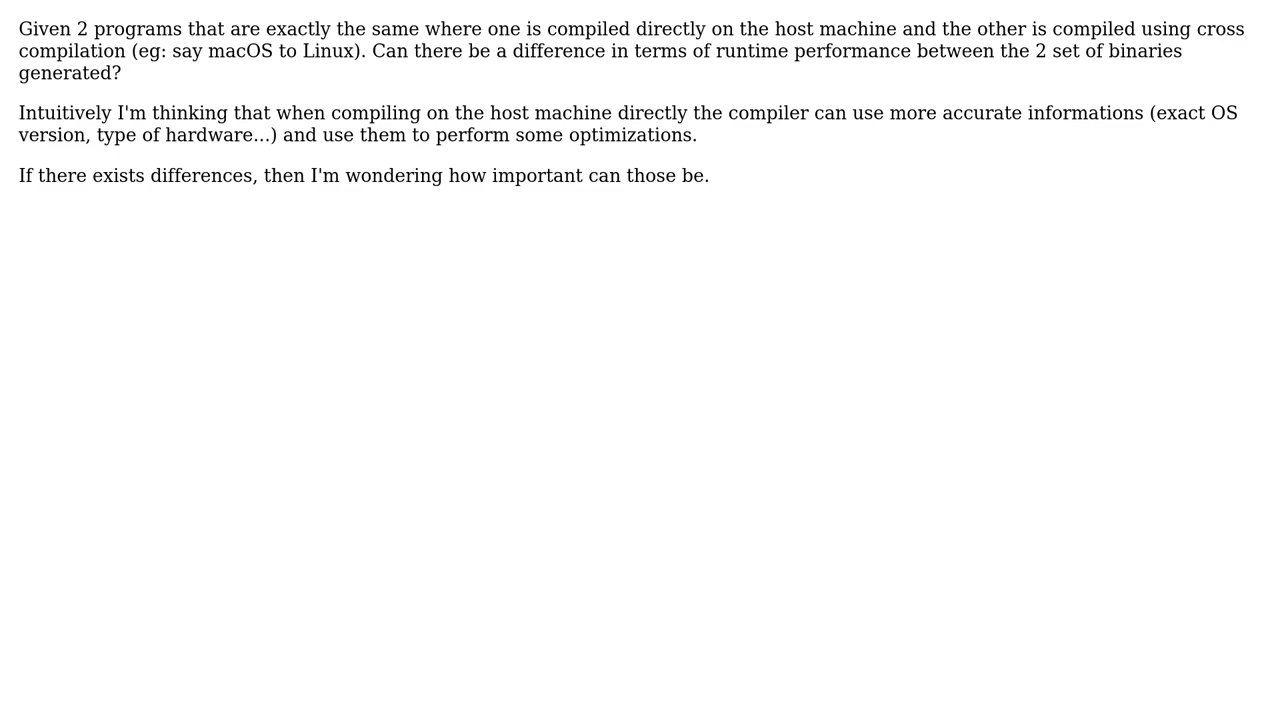 Given 2 programs that are exactly the same where one is compiled directly on the host machine and the other is compiled using cross
compilation (eg: say macOS to Linux). Can there be a difference in terms of runtime performance between the 2 set of binaries
generated?
Intuitively I'm thinking that when compiling on the host machine directly the compiler can use more accurate informations (exact OS
version, type of hardware...) and use them to perform some optimizations.
If there exists differences, then I'm wondering how important can those be.